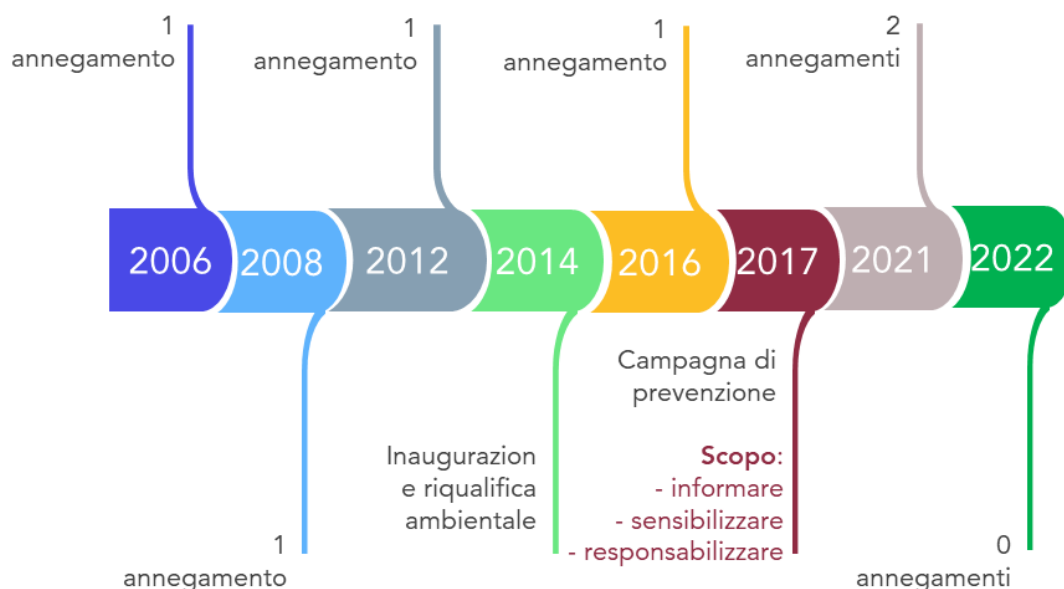 1
annegamento
1
annegamento
1
annegamento
2
annegamenti
2006
2008
2012
2014
2016
2017
2021
2022
Campagna di
prevenzione
Inaugurazion
e riqualifica
ambientale
Scopo:
- informare
- sensibilizzare
- responsabilizzare
1
annegamento
0
annegamenti